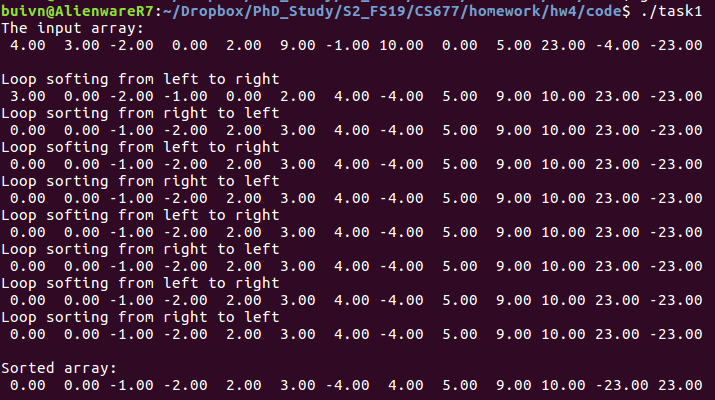 buivn@AlienwareR7:~/Dropbox/PhD_Study/S2_FS19/CS677/homework/hw4/code$ ./task1
The input array:
4.00 3.00 -2.00 0.00 2.00 9.00 -1.00 10.00 0.00 5.00 23.00 -4.00 -23.00
Loop softing from left to right
3.00 0.00 -2.00 -1.00 0.00 2.00 4.00 -4.00 5.00 9.00 10.00 23.00 -23.00
Loop sorting from right to left
0.00 0.00 -1.00 -2.00 2.00 3.00 4.00 -4.00 5.00 9.00 10.00 23.00 -23.00
Loop softing from left to right
0.00 0.00 -1.00 -2.00 2.00 3.00 4.00 -4.00 5.00 9.00 10.00 23.00 -23.00
Loop sorting from right to left
0.00 0.00 -1.00 -2.00 2.00 3.00 4.00 -4.00 5.00 9.00 10.00 23.00 -23.00
Loop softing from left to right
0.00 0.00 -1.00 -2.00 2.00 3.00 4.00 -4.00 5.00 9.00 10.00 23.00 -23.00
Loop sorting from right to left
0.00 0.00 -1.00 -2.00 2.00 3.00 4.00 -4.00 5.00 9.00 10.00 23.00 -23.00
Loop softing from left to right
0.00 0.00 -1.00 -2.00 2.00 3.00 4.00 -4.00 5.00 9.00 10.00 23.00 -23.00
Loop sorting from right to left
0.00 0.00 -1.00 -2.00 2.00 3.00 4.00 -4.00 5.00 9.00 10.00 23.00 -23.00
Sorted array:
0.00 0.00 -1.00 -2.00 2.00 3.00 -4.00 4.00 5.00 9.00 10.00 -23.00 23.00